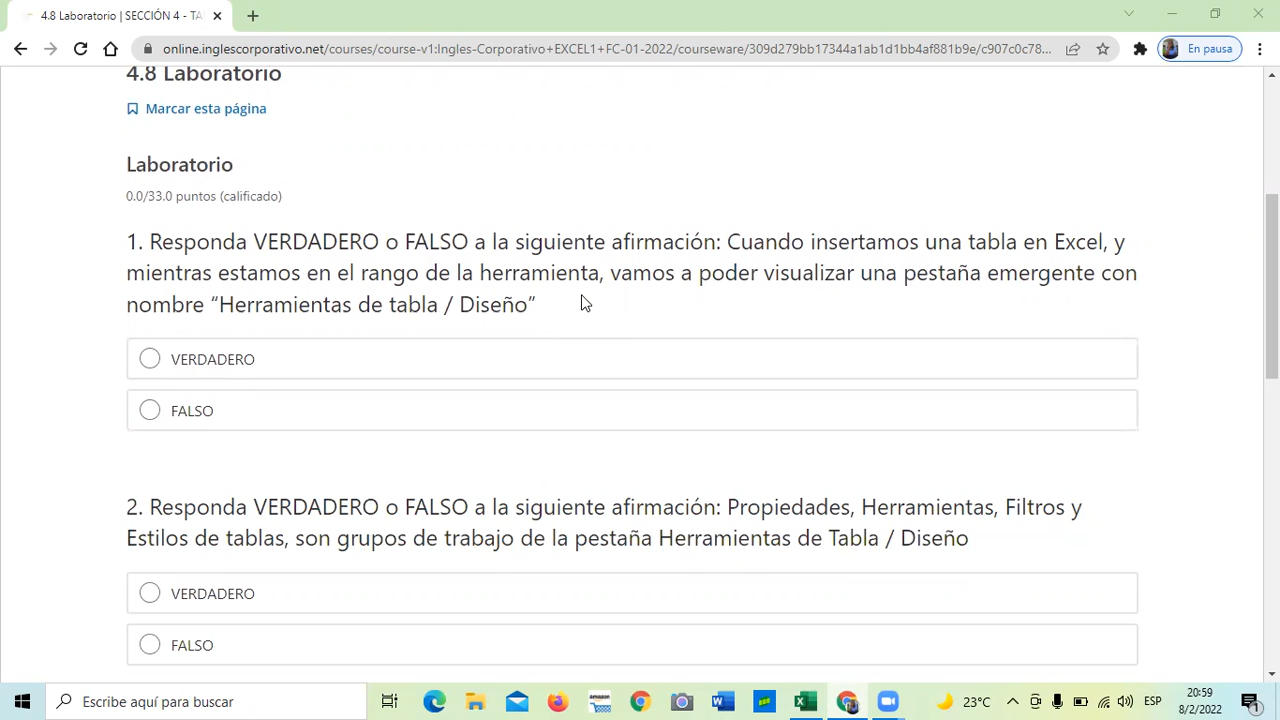 4.8 Laboratorio | SECCIÓN 4 - TA
online.inglescorporativo.net/courses/course-v1:Ingles-Corporativo+EXCEL1+FC-01-2022/courseware/309d279bb17344a1ab1d1bb4af881b9e/c907c0c78...
En pausa
4.8 Laboratorio
Marcar esta página
Laboratorio
0.0/33.0 puntos (calificado)
1. Responda VERDADERO o FALSO a la siguiente afirmación: Cuando insertamos una tabla en Excel, y
mientras estamos en el rango de la herramienta, vamos a poder visualizar una pestaña emergente con
nombre “Herramientas de tabla / Diseño”
VERDADERO
FALSO
2. Responda VERDADERO o FALSO a la siguiente afirmación: Propiedades, Herramientas, Filtros y
Estilos de tablas, son grupos de trabajo de la pestaña Herramientas de Tabla / Diseño
VERDADERO
FALSO
Escribe aquí para buscar
amazon
23°C
ESP
20:59
8/2/2022
1